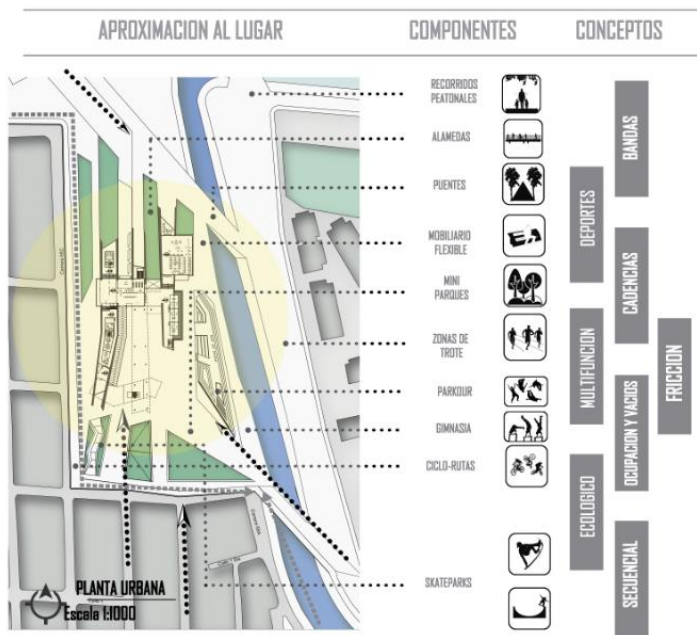 APROXIMACION AL LUGAR
COMPONENTES
CONCEPTOS
RECORRIDOS
PEATONALES
ALAMEDAS
PUENTES
MOBILIARIO
FLEXIBLE
MINI
PARQUES
ZONAS DE
TROTE
PARKOUR
GIMNASIA
CICLO-RUTAS
SKATEPARKS
DEPORTES
MULTIFUNCION
ECOLOGICO
BANDAS
CADENCIAS
OCUPACION Y VACIOS
SECUENCIAL
FRICCION
PLANTA URBANA
Escala 1:1000